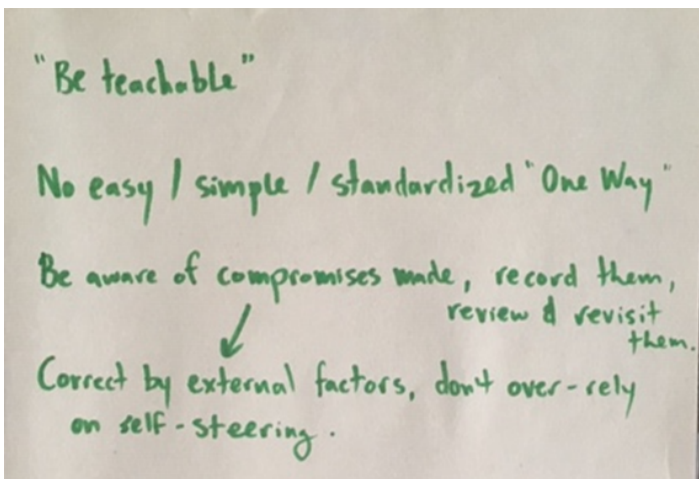 "Be teachable"
No easy / simple / standardized "One Way"
Be aware of compromises made, record them,
review & revisit
them.
Correct by external factors, don't over-rely
on self-steering.